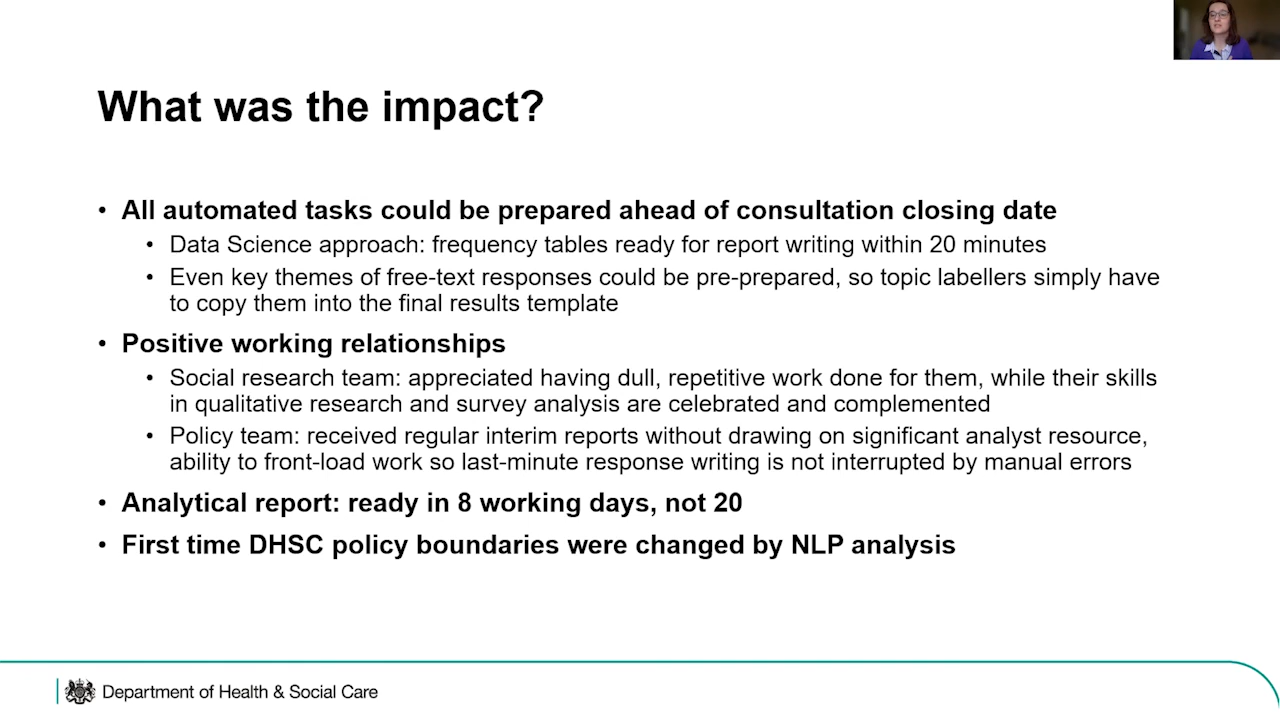 What was the impact?
• All automated tasks could be prepared ahead of consultation closing date
• Data Science approach: frequency tables ready for report writing within 20 minutes
• Even key themes of free-text responses could be pre-prepared, so topic labellers simply have
to copy them into the final results template
• Positive working relationships
• Social research team: appreciated having dull, repetitive work done for them, while their skills
in qualitative research and survey analysis are celebrated and complemented
• Policy team: received regular interim reports without drawing on significant analyst resource,
ability to front-load work so last-minute response writing is not interrupted by manual errors
• Analytical report: ready in 8 working days, not 20
• First time DHSC policy boundaries were changed by NLP analysis
Department of Health & Social Care